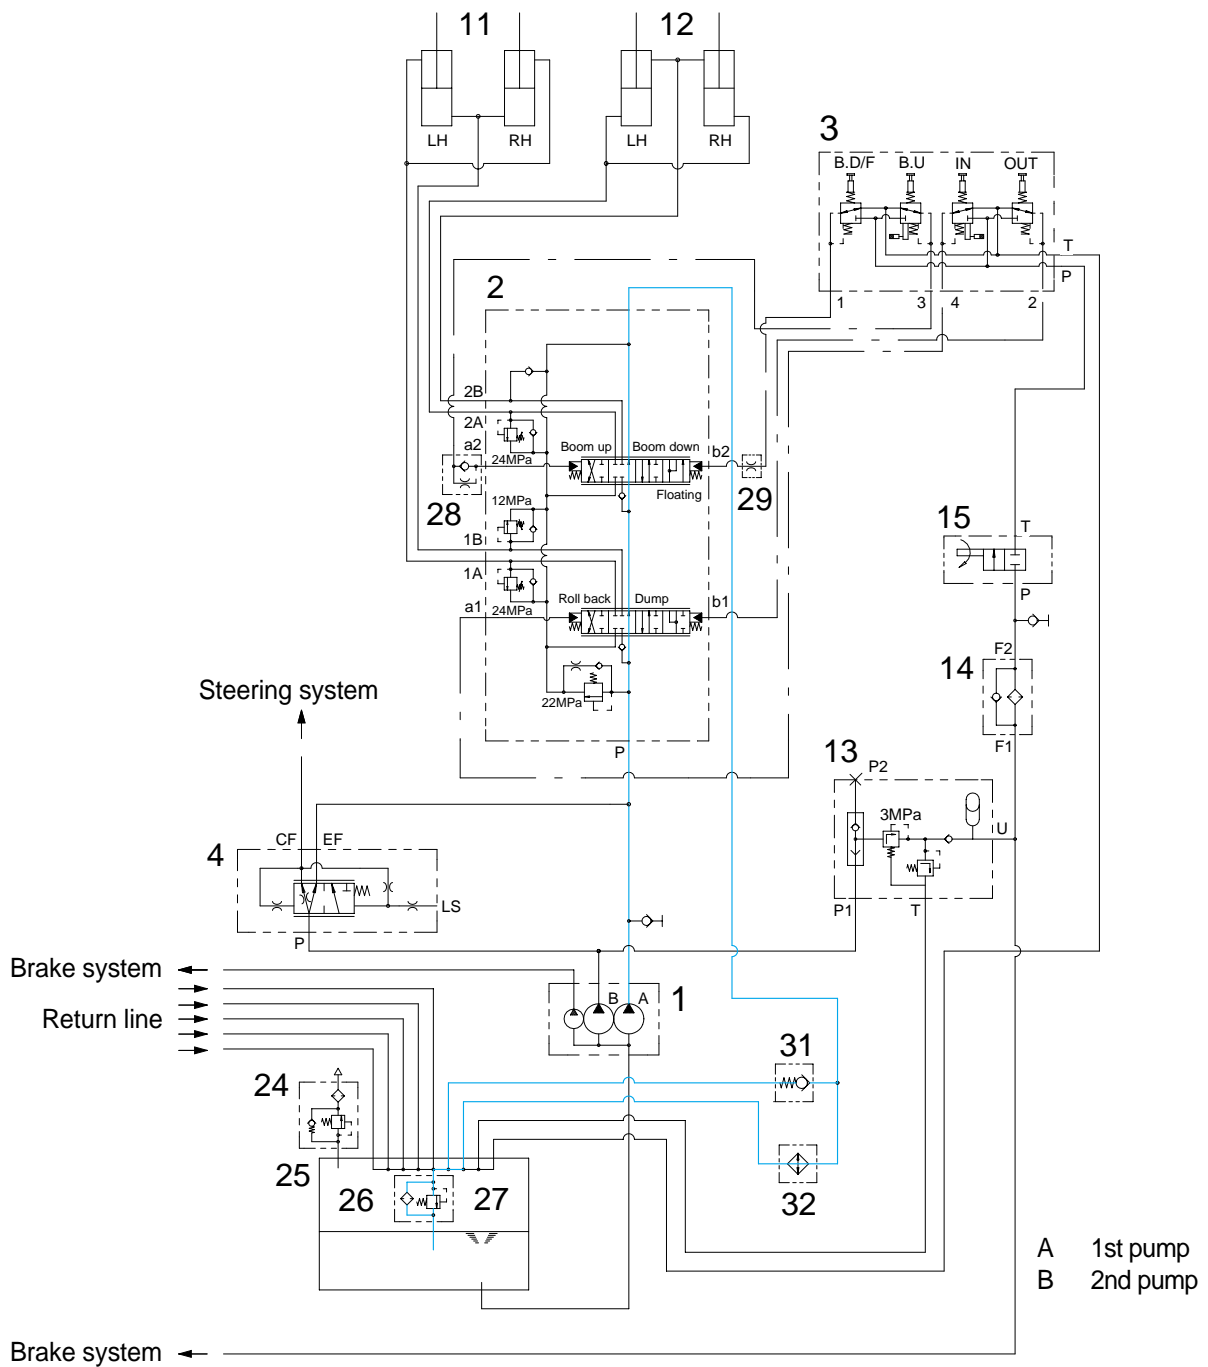 11
12
LH
RH
LH
RH
3
B.D/F
B.U
IN
OUT
T
P
1
3
4
2
2
2B
2A
a2
24MPa
Boom up
Boom down
b2
Floating
28
29
12MPa
1B
1A
a1
24MPa
Roll back
Dump
b1
22MPa
P
15
T
P
F2
14
F1
Steering system
13
P2
3MPa
U
P1
T
CF
EF
4
LS
P
Brake system
Return line
B
A
1
31
24
25
26
27
32
A 1st pump
B 2nd pump
Brake system